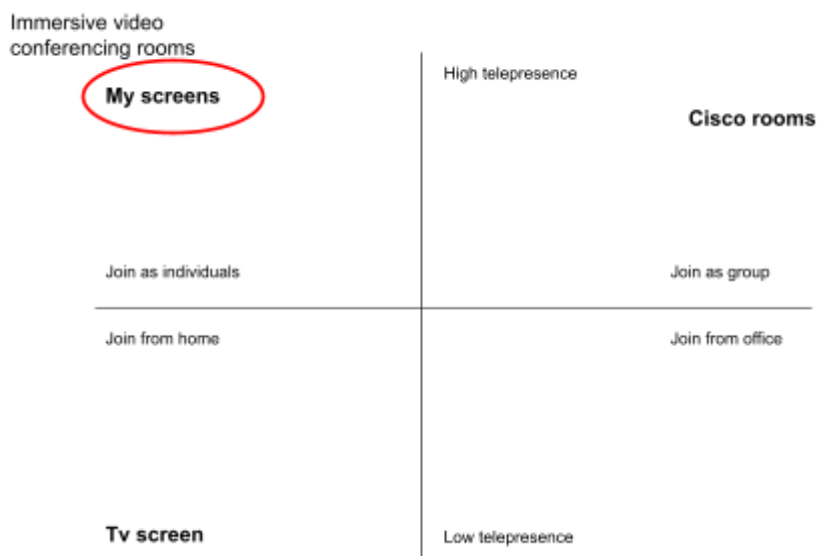 Immersive video
conferencing rooms
High telepresence
My screens
Cisco rooms
Join as individuals
Join as group
Join from home
Join from office
Tv screen
Low telepresence